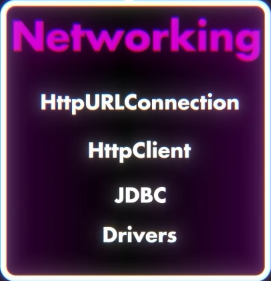 Networking
HttpURLConnection
HttpClient
JDBC
Drivers